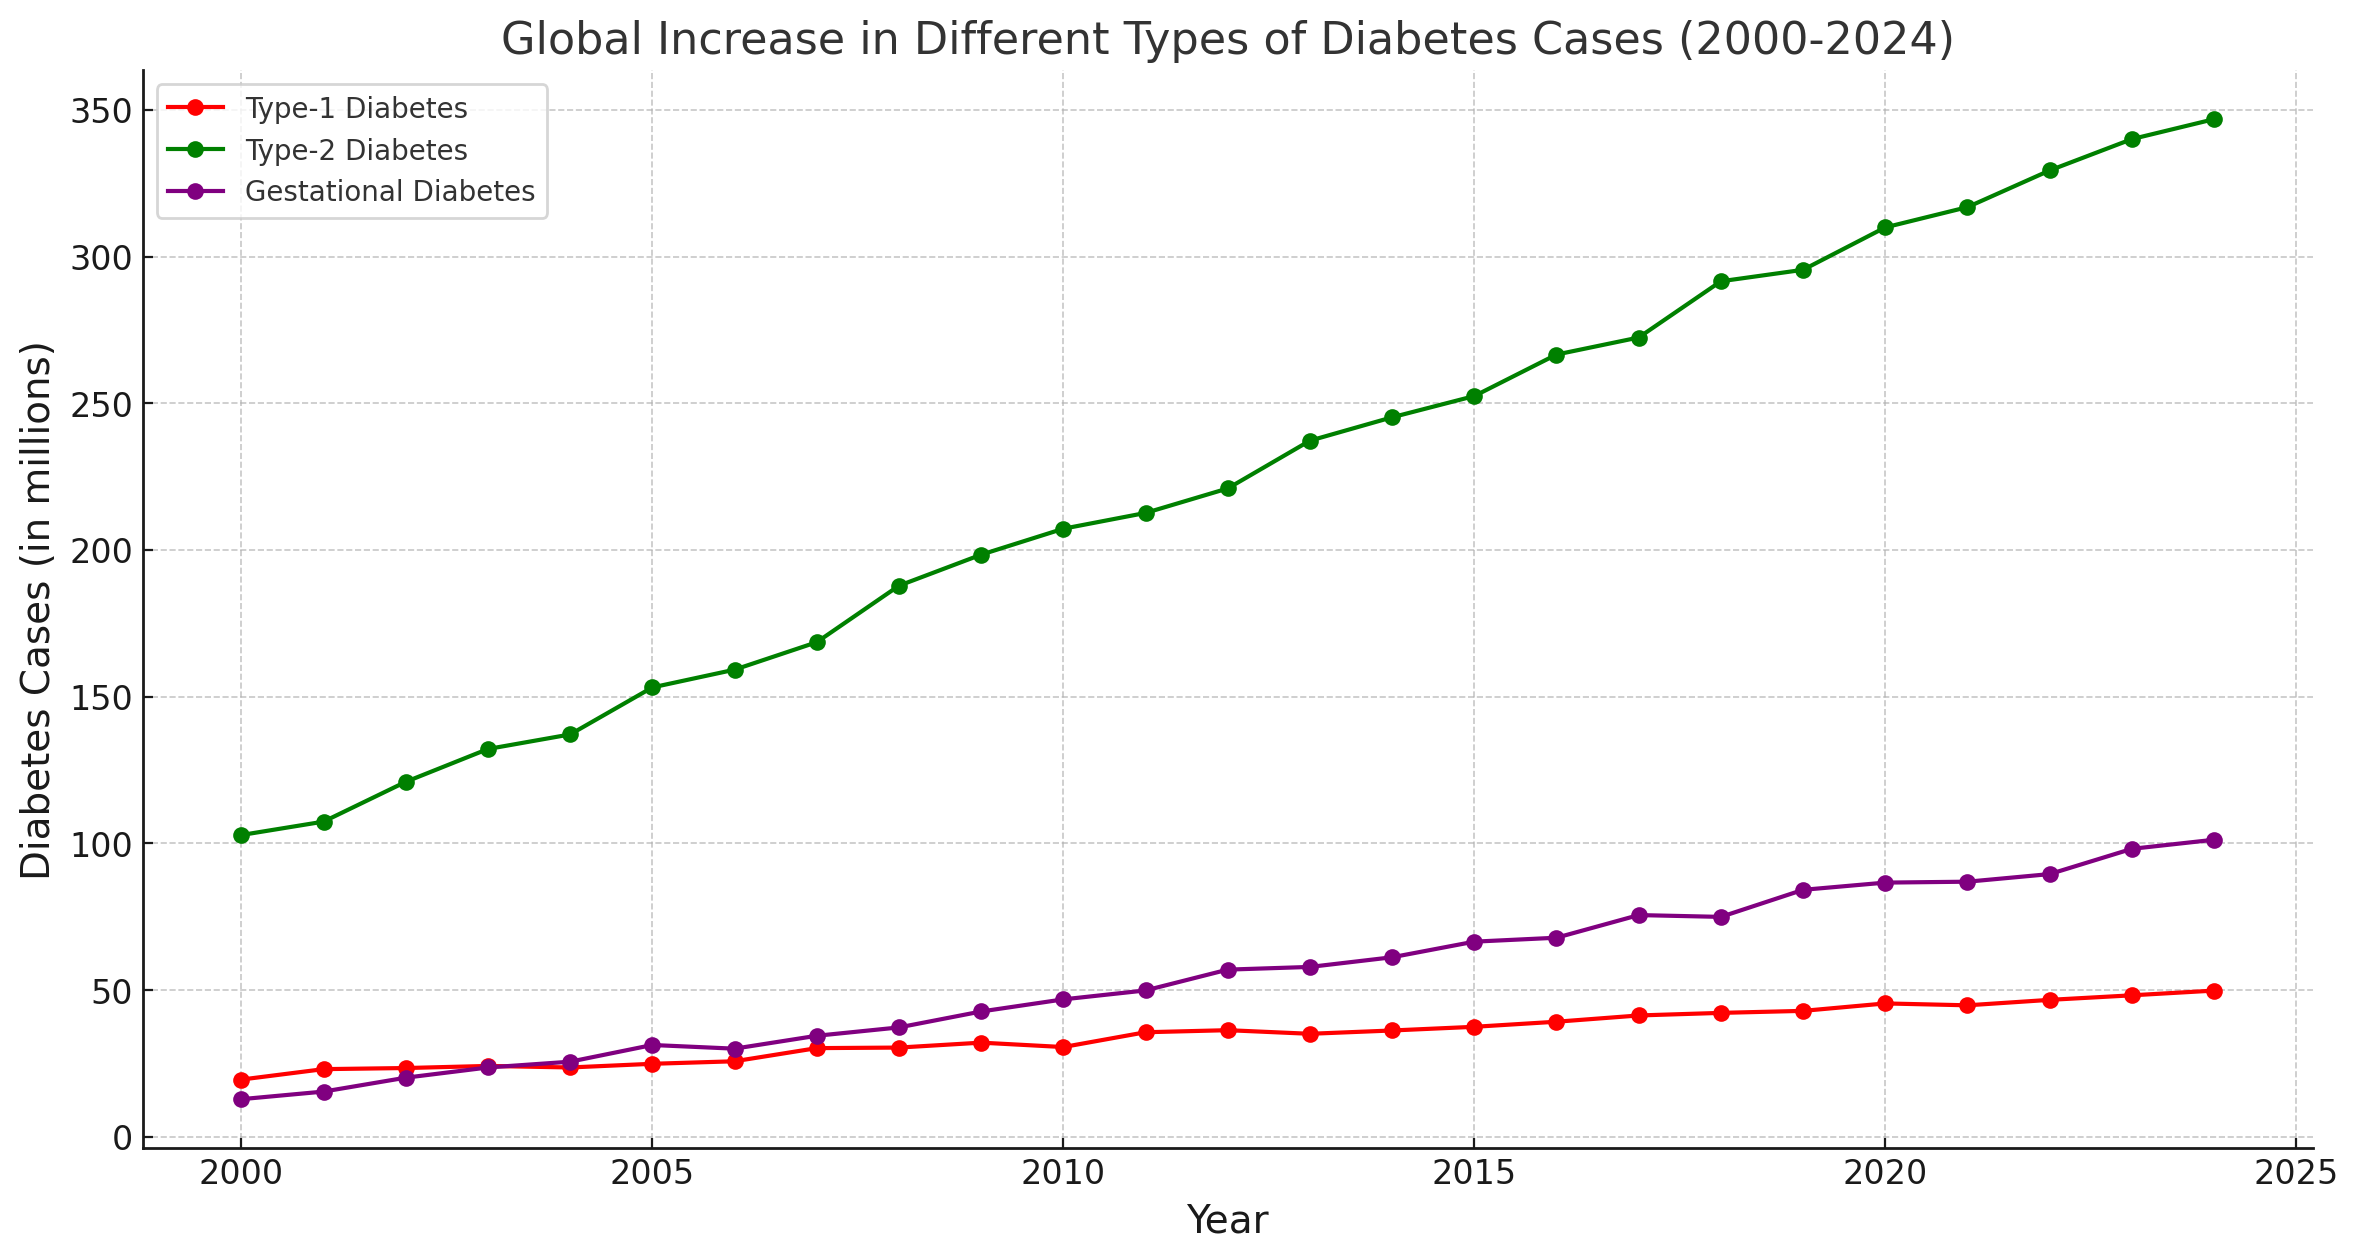 Global Increase in Different Types of Diabetes Cases (2000-2024)
Type-1 Diabetes
Type-2 Diabetes
Gestational Diabetes
Diabetes Cases (in millions)
350
300
250
200
150
100
50
0
2000 2005 2010 2015 2020 2025
Year